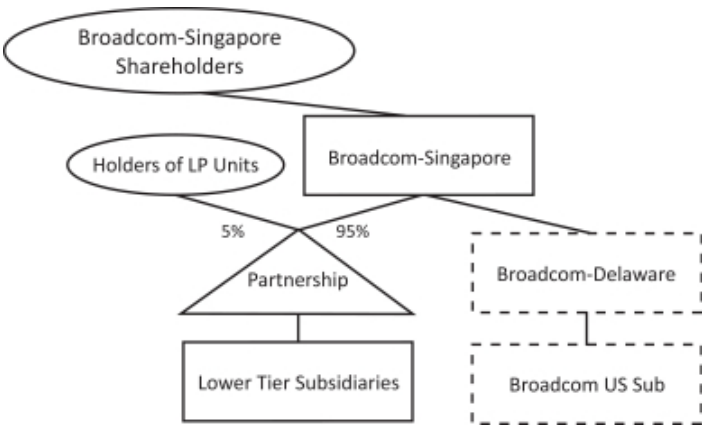 Broadcom-Singapore
Shareholders
Holders of LP Units
Broadcom-Singapore
5%
95%
Partnership
Broadcom-Delaware
Lower Tier Subsidiaries
Broadcom US Sub